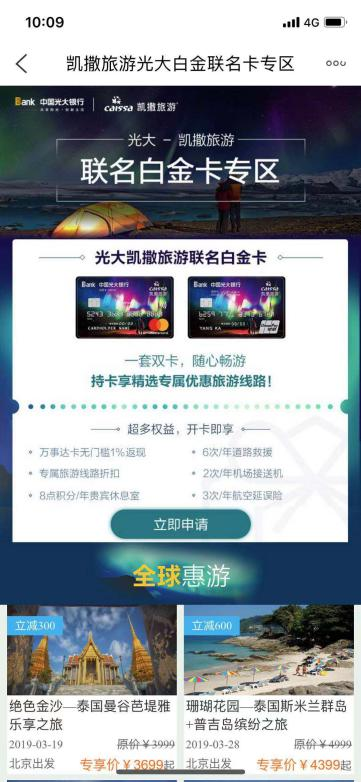 10:09
4G
凯撒旅游光大白金联名卡专区
Bank 中国光大银行 | caissa 凯撒旅游
光大 – 凯撒旅游
联名白金卡专区
光大凯撒旅游联名白金卡
一套双卡，随心畅游
持卡享精选专属优惠旅游线路！
超多权益，开卡即享
万事达卡无门槛1%返现
6次/年道路救援
专属旅游线路折扣
2次/年机场接送机
8点积分/年贵宾休息室
3次/年航空延误险
立即申请
全球惠游
立减300
立减600
绝色金沙—泰国曼谷芭堤雅乐享之旅
2019-03-19 原价￥3999
北京出发 专享价￥3699起
珊瑚花园—泰国斯米兰群岛+普吉岛缤纷之旅
2019-03-28 原价￥4999
北京出发 专享价￥4399起